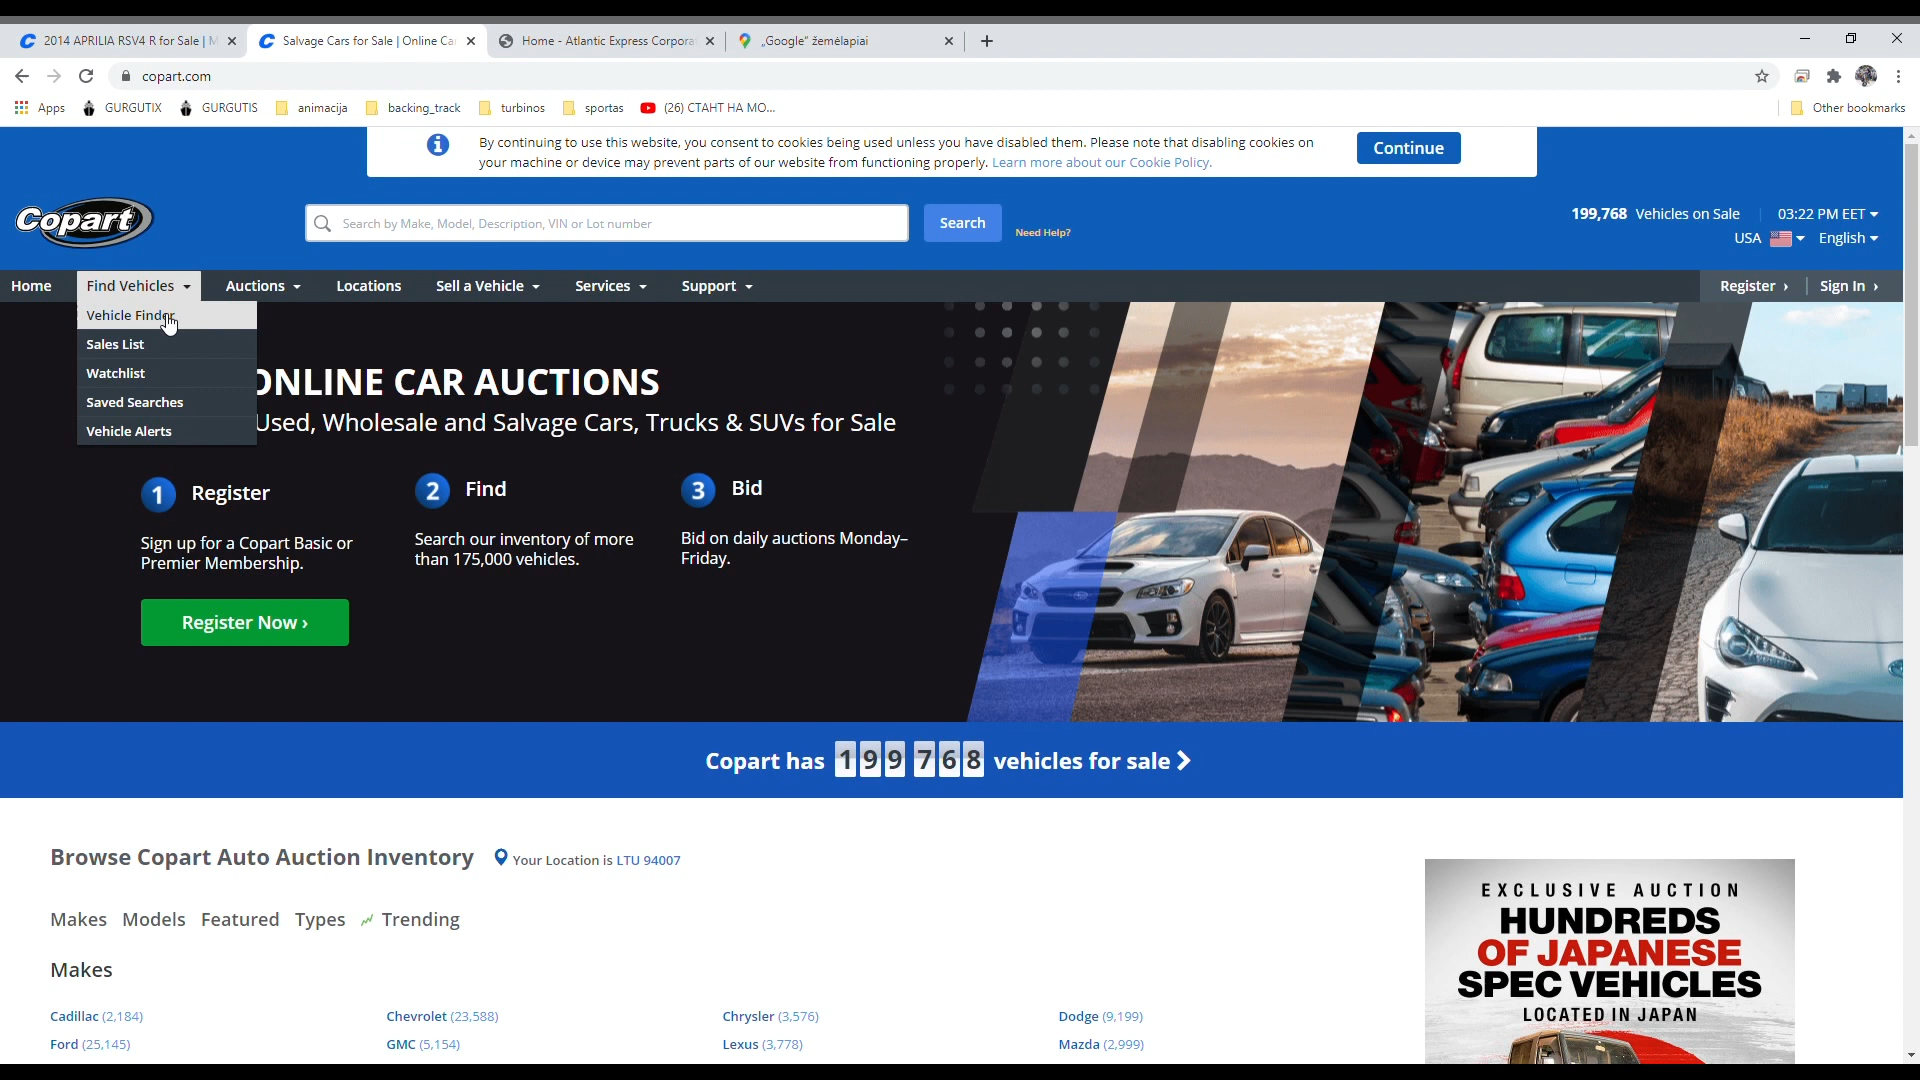 2014 APRILIA RSV4 R for Sale | M
Salvage Cars for Sale | Online Ca
Home - Atlantic Express Corpora
„Google“ žemėlapiai
copart.com
Apps
GURGUTIX
GURGUTIS
animacija
backing_track
turbinos
sportas
(26) СТАНТ НА МО...
Other bookmarks
By continuing to use this website, you consent to cookies being used unless you have disabled them. Please note that disabling cookies on
your machine or device may prevent parts of our website from functioning properly. Learn more about our Cookie Policy.
Continue
Copart
Search by Make, Model, Description, VIN or Lot number
Search
Need Help?
199,768 Vehicles on Sale
03:22 PM EET
USA
English
Home
Find Vehicles
Auctions
Locations
Sell a Vehicle
Services
Support
Register ›
Sign In ›
Vehicle Finder
Sales List
Watchlist
Saved Searches
Vehicle Alerts
ONLINE CAR AUCTIONS
Used, Wholesale and Salvage Cars, Trucks & SUVs for Sale
1 Register
2 Find
3 Bid
Sign up for a Copart Basic or
Premier Membership.
Search our inventory of more
than 175,000 vehicles.
Bid on daily auctions Monday–
Friday.
Register Now ›
Copart has 199 768 vehicles for sale
Browse Copart Auto Auction Inventory
Your Location is LTU 94007
Makes
Models
Featured
Types
Trending
Makes
Cadillac (2,184)
Chevrolet (23,588)
Chrysler (3,576)
Dodge (9,199)
Ford (25,145)
GMC (5,154)
Lexus (3,778)
Mazda (2,999)
EXCLUSIVE AUCTION
HUNDREDS
OF JAPANESE
SPEC VEHICLES
LOCATED IN JAPAN